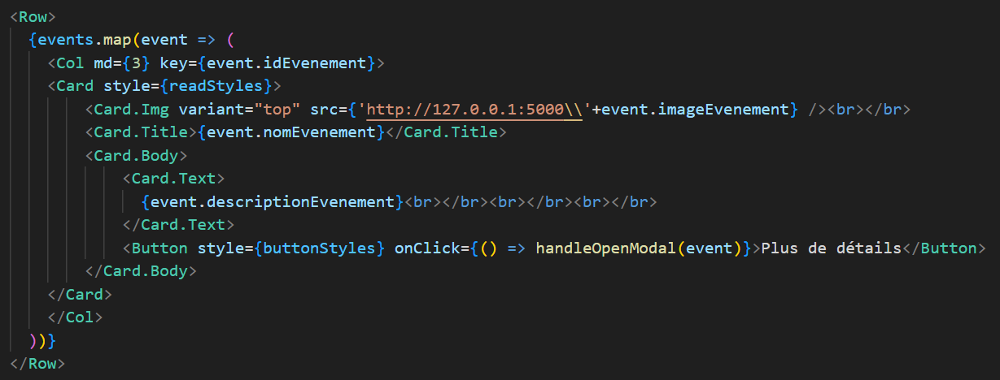 <Row>
{events.map(event => (
<Col md={3} key={event.idEvenement}>
<Card style={readStyles}>
<Card.Img variant="top" src={'http://127.0.0.1:5000\\'+event.imageEvenement} /><br></br>
<Card.Title>{event.nomEvenement}</Card.Title>
<Card.Body>
<Card.Text>
{event.descriptionEvenement}<br></br><br></br><br></br>
</Card.Text>
<Button style={buttonStyles} onClick={() => handleOpenModal(event)}>Plus de détails</Button>
</Card.Body>
</Card>
</Col>
))}
</Row>